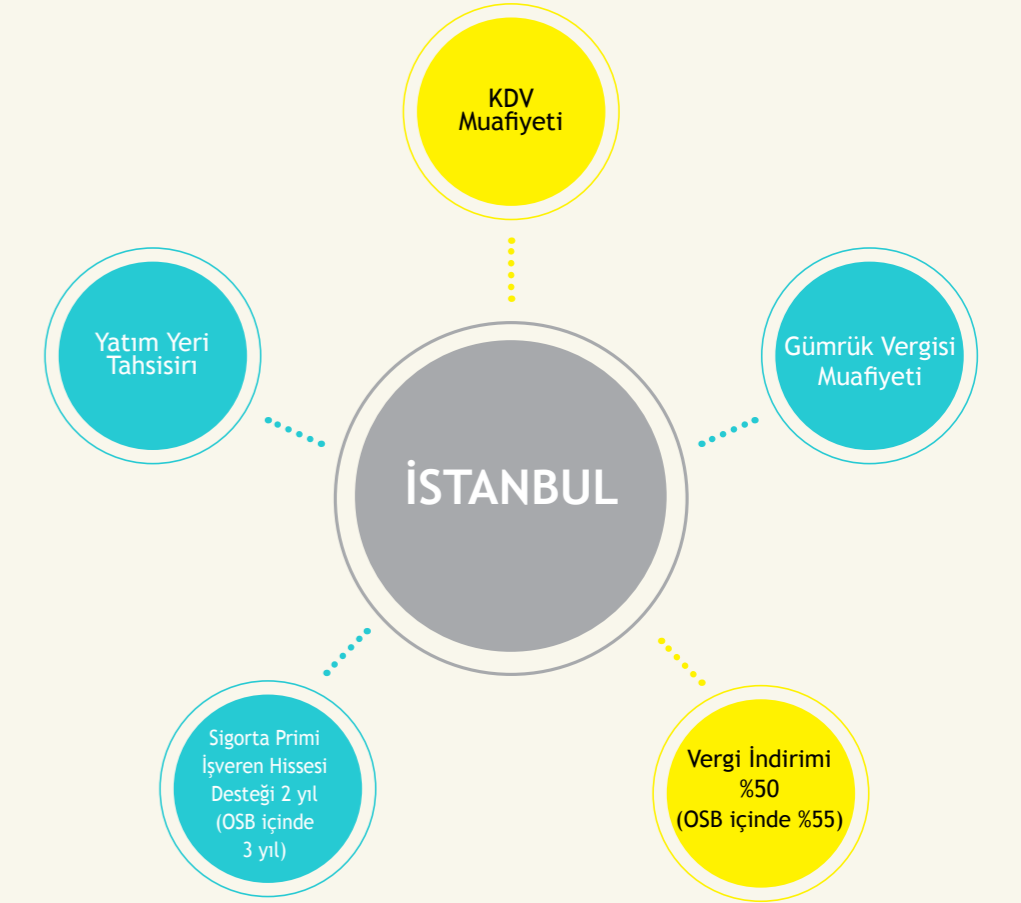 KDV
Muafiyeti
Yatım Yeri
Tahsisirı
Gümrük Vergisi
Muafiyeti
İSTANBUL
Sigorta Primi
İşveren Hissesi
Desteği 2 yıl
(OSB içinde
3 yıl)
Vergi İndirimi
%50
(OSB içinde %55)